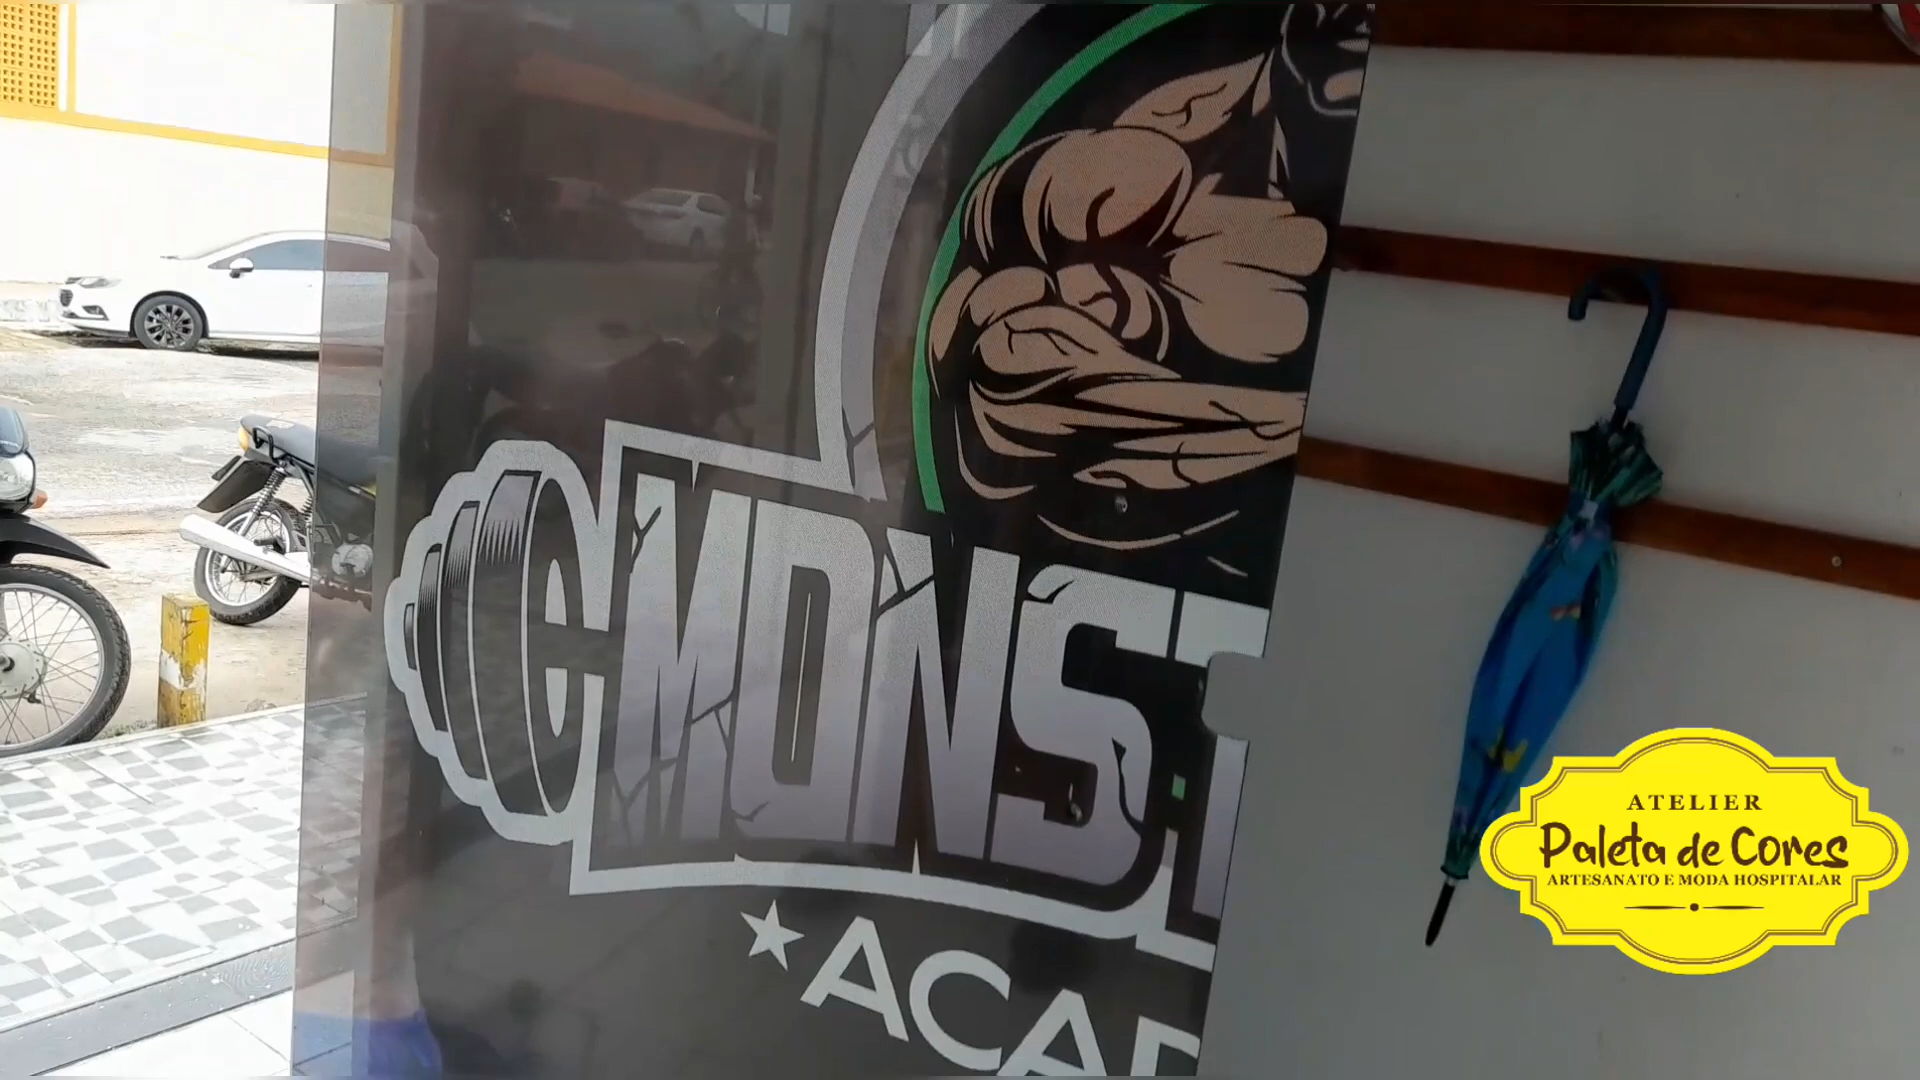 MONST
★ACAD
ATELIER
Paleta de Cores
ARTESANATO E MODA HOSPITALAR